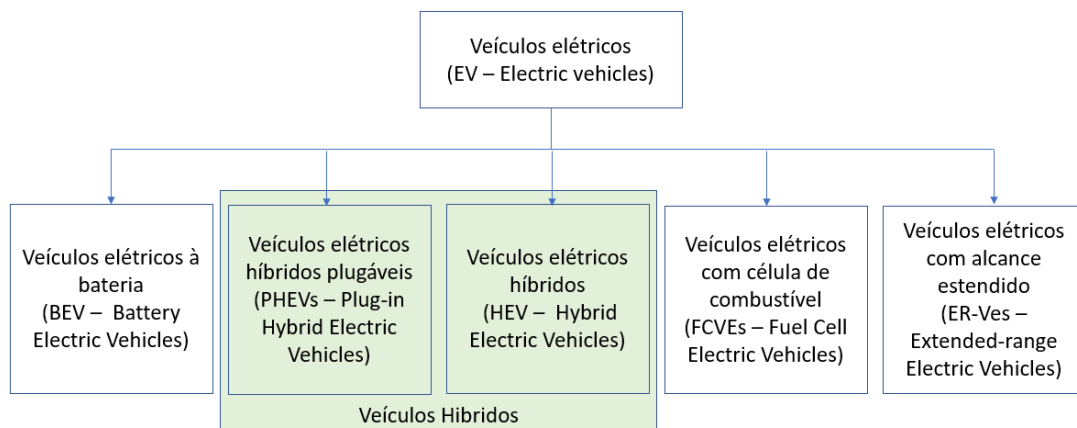 Veículos elétricos
(EV – Electric vehicles)
Veículos elétricos à
bateria
(BEV – Battery
Electric Vehicles)
Veículos elétricos
híbridos plugáveis
(PHEVs – Plug-in
Hybrid Electric
Vehicles)
Veículos elétricos
híbridos
(HEV – Hybrid
Electric Vehicles)
Veículos elétricos
com célula de
combustível
(FCVEs – Fuel Cell
Electric Vehicles)
Veículos elétricos
com alcance
estendido
(ER-Ves –
Extended-range
Electric Vehicles)
Veículos Hibridos